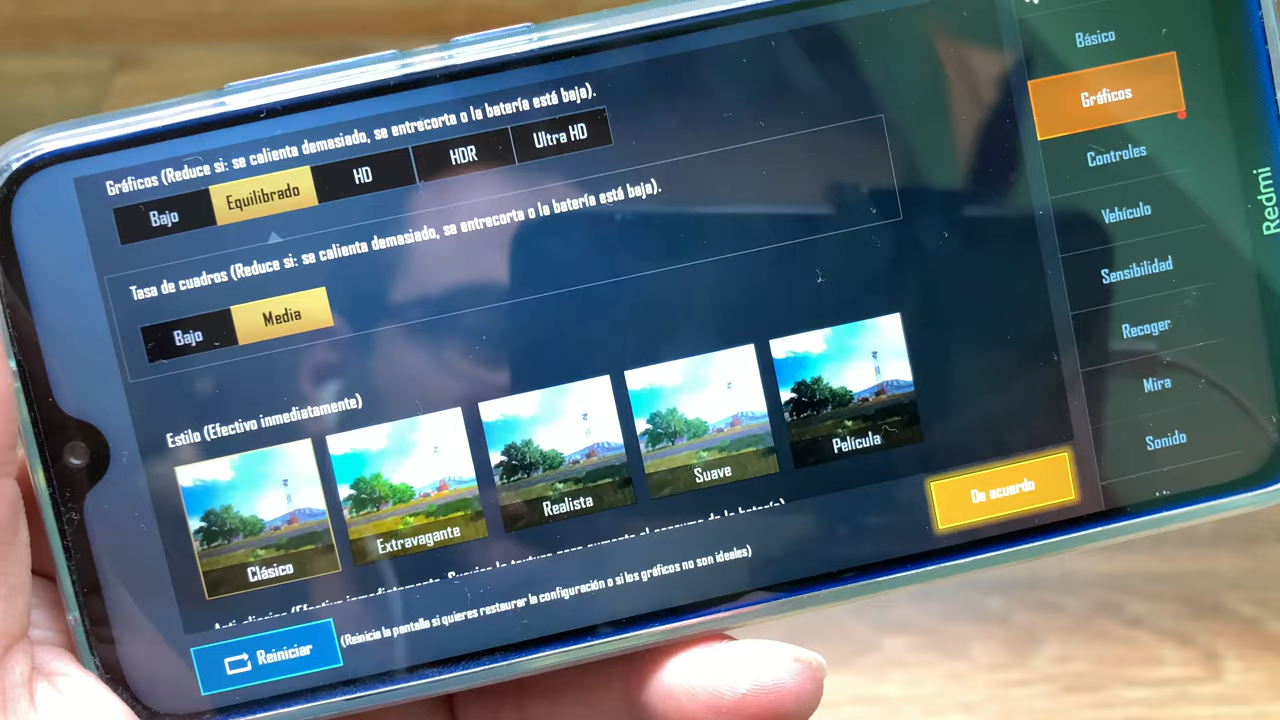 Gráficos (Reduce si: se calienta demasiado, se entrecorta o la batería está baja).
Bajo
Equilibrado
HD
HDR
Ultra HD
Tasa de cuadros (Reduce si: se calienta demasiado, se entrecorta o la batería está baja).
Bajo
Media
Estilo (Efectivo inmediatamente)
Clásico
Extravagante
Realista
Suave
Película
De acuerdo
Reiniciar
(Reinicie la pantalla si quieres restaurar la configuración o si los gráficos no son ideales)
Básico
Gráficos
Controles
Vehículo
Sensibilidad
Recoger
Mira
Sonido
Redmi